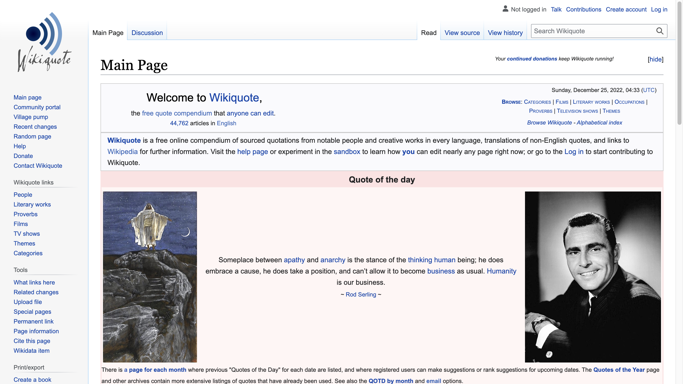 Not logged in Talk Contributions Create account Log in
Main Page Discussion Read View source View history Search Wikiquote
Wikiquote
Main Page
Your continued donations keep Wikiquote running! [hide]
Sunday, December 25, 2022, 04:33 (UTC)
Welcome to Wikiquote,
the free quote compendium that anyone can edit.
44,762 articles in English
Browse: Categories | Films | Literary works | Occupations |
Proverbs | Television shows | Themes
Browse Wikiquote - Alphabetical index
Wikiquote is a free online compendium of sourced quotations from notable people and creative works in every language, translations of non-English quotes, and links to
Wikipedia for further information. Visit the help page or experiment in the sandbox to learn how you can edit nearly any page right now; or go to the Log in to start contributing to
Wikiquote.
Quote of the day
Someplace between apathy and anarchy is the stance of the thinking human being; he does
embrace a cause, he does take a position, and can't allow it to become business as usual. Humanity
is our business.
~ Rod Serling ~
There is a page for each month where previous "Quotes of the Day" for each date are listed, and where registered users can make suggestions or rank suggestions for upcoming dates. The Quotes of the Year page
and other archives contain more extensive listings of quotes that have already been used. See also the QOTD by month and email options.
Main page
Community portal
Village pump
Recent changes
Random page
Help
Donate
Contact Wikiquote
Wikiquote links
People
Literary works
Proverbs
Films
TV shows
Themes
Categories
Tools
What links here
Related changes
Upload file
Special pages
Permanent link
Page information
Cite this page
Wikidata item
Print/export
Create a book